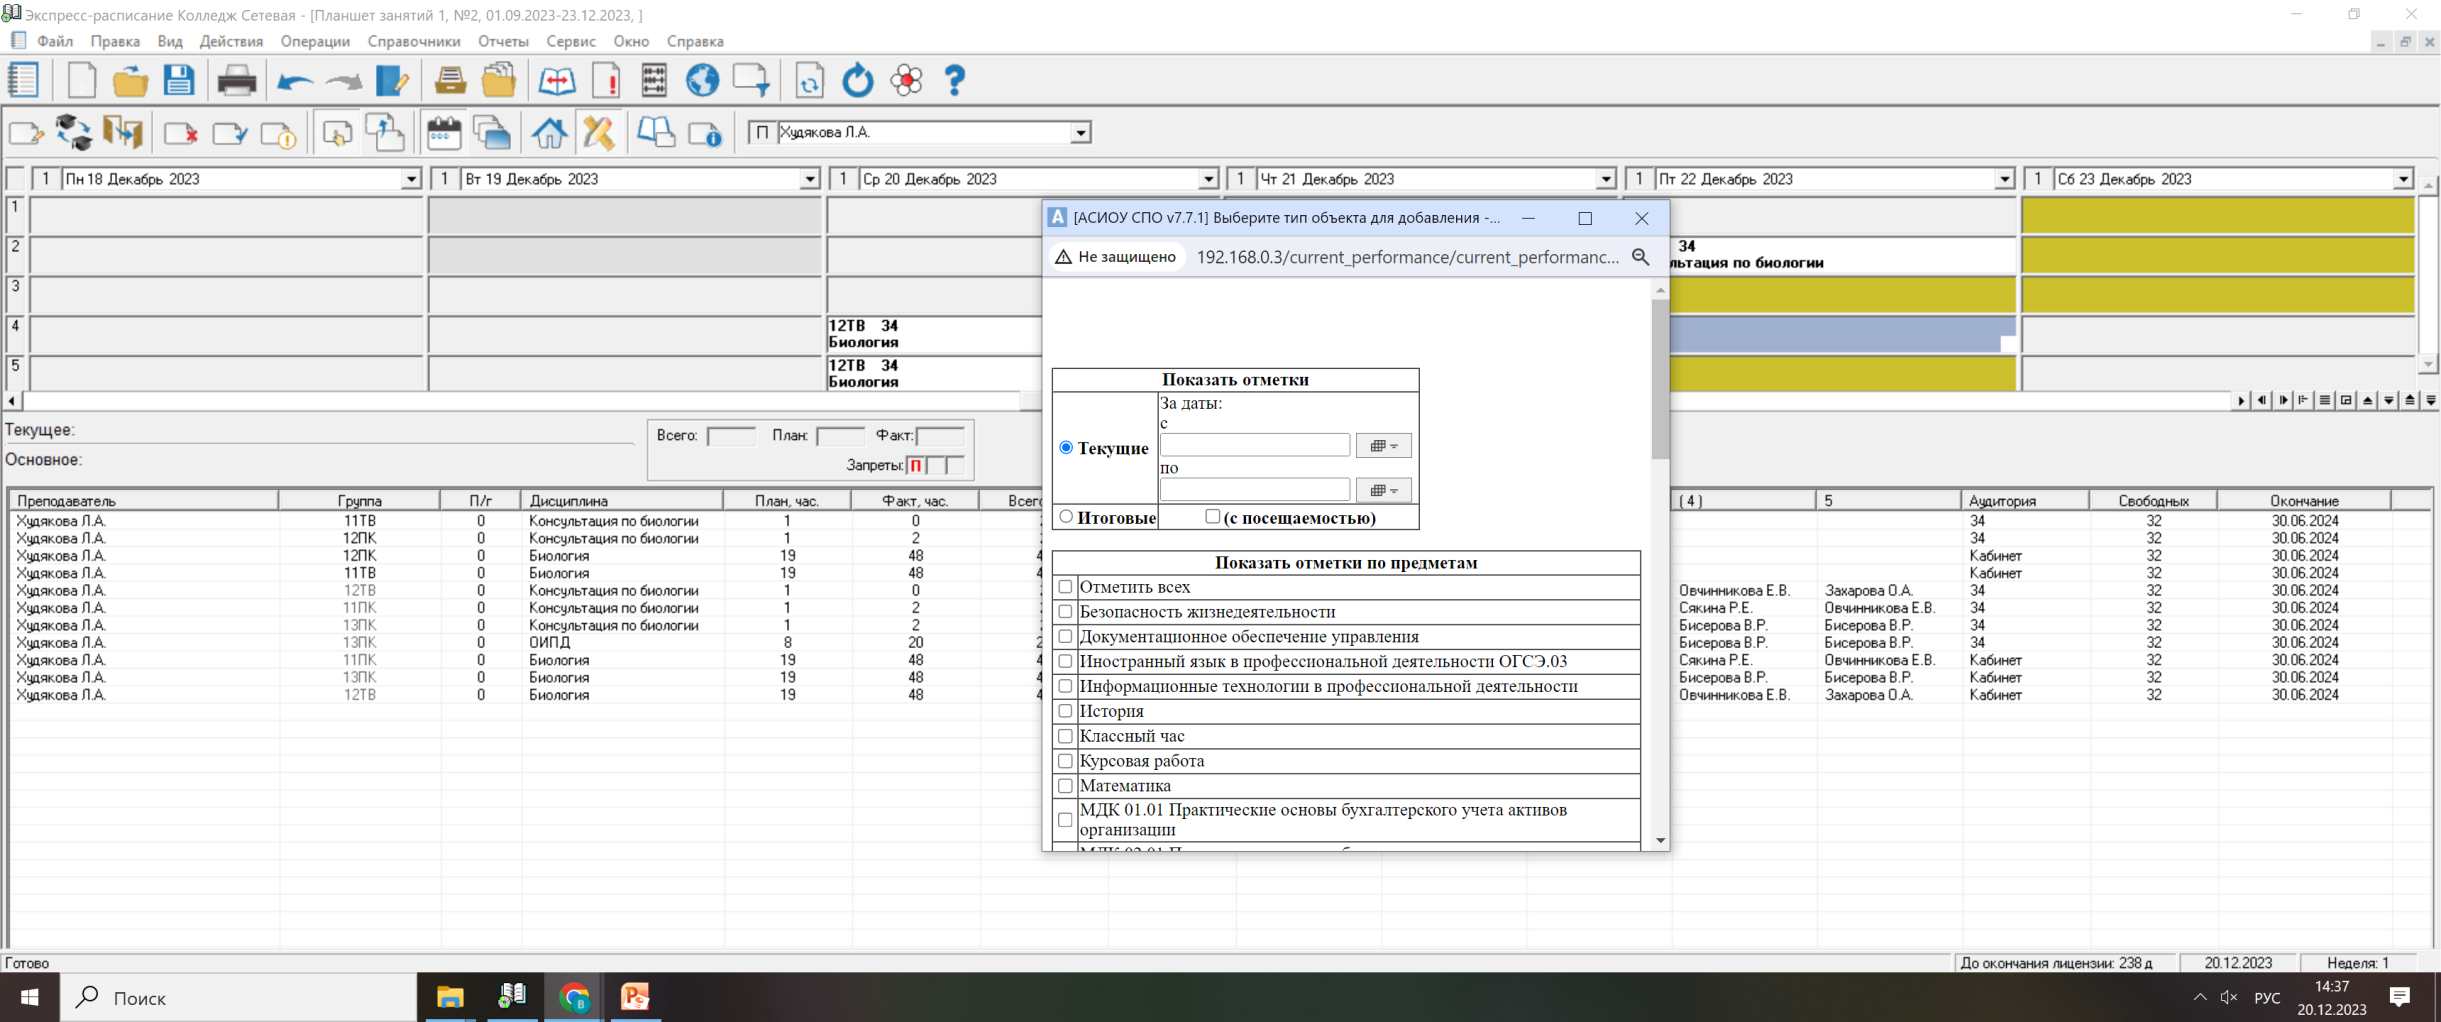 Экспресс-расписание Колледж Сетевая - [Планшет занятий 1, №2, 01.09.2023-23.12.2023, ]
Файл Правка Вид Действия Операции Справочники Отчеты Сервис Окно Справка
П Худякова Л.А.
1 Пн 18 Декабрь 2023 1 Вт 19 Декабрь 2023 1 Ср 20 Декабрь 2023 1 Чт 21 Декабрь 2023 1 Пт 22 Декабрь 2023 1 Сб 23 Декабрь 2023
1
2
3
4
5
12ТВ 34
Биология
12ТВ 34
Биология
34
льтация по биологии
[АСИОУ СПО v7.7.1] Выберите тип объекта для добавления -...
Не защищено 192.168.0.3/current_performance/current_performanc...
Показать отметки
За даты:
с
Текущие
по
Итоговые (с посещаемостью)
Показать отметки по предметам
Отметить всех
Безопасность жизнедеятельности
Документационное обеспечение управления
Иностранный язык в профессиональной деятельности ОГСЭ.03
Информационные технологии в профессиональной деятельности
История
Классный час
Курсовая работа
Математика
МДК 01.01 Практические основы бухгалтерского учета активов
организации
Текущее:
Основное:
Всего: План: Факт:
Запреты: П
Преподаватель Группа П/г Дисциплина План, час. Факт, час. Всег (4) 5 Аудитория Свободных Окончание
Худякова Л.А. 11ТВ 0 Консультация по биологии 1 0 34 32 30.06.2024
Худякова Л.А. 12ПК 0 Консультация по биологии 1 2 34 32 30.06.2024
Худякова Л.А. 12ПК 0 Биология 19 48 4 Кабинет 32 30.06.2024
Худякова Л.А. 11ТВ 0 Биология 19 48 4 Кабинет 32 30.06.2024
Худякова Л.А. 12ТВ 0 Консультация по биологии 1 0 Овчинникова Е.В. Захарова О.А. 34 32 30.06.2024
Худякова Л.А. 11ПК 0 Консультация по биологии 1 2 Сякина Р.Е. Овчинникова Е.В. 34 32 30.06.2024
Худякова Л.А. 13ПК 0 Консультация по биологии 1 2 Бисерова В.Р. Бисерова В.Р. 34 32 30.06.2024
Худякова Л.А. 13ПК 0 ОИПД 8 20 2 Бисерова В.Р. Бисерова В.Р. 34 32 30.06.2024
Худякова Л.А. 11ПК 0 Биология 19 48 4 Сякина Р.Е. Овчинникова Е.В. Кабинет 32 30.06.2024
Худякова Л.А. 13ПК 0 Биология 19 48 4 Бисерова В.Р. Бисерова В.Р. Кабинет 32 30.06.2024
Худякова Л.А. 12ТВ 0 Биология 19 48 4 Овчинникова Е.В. Захарова О.А. Кабинет 32 30.06.2024
Готово
До окончания лицензии: 238 д 20.12.2023 Неделя: 1
Поиск
РУС
14:37
20.12.2023